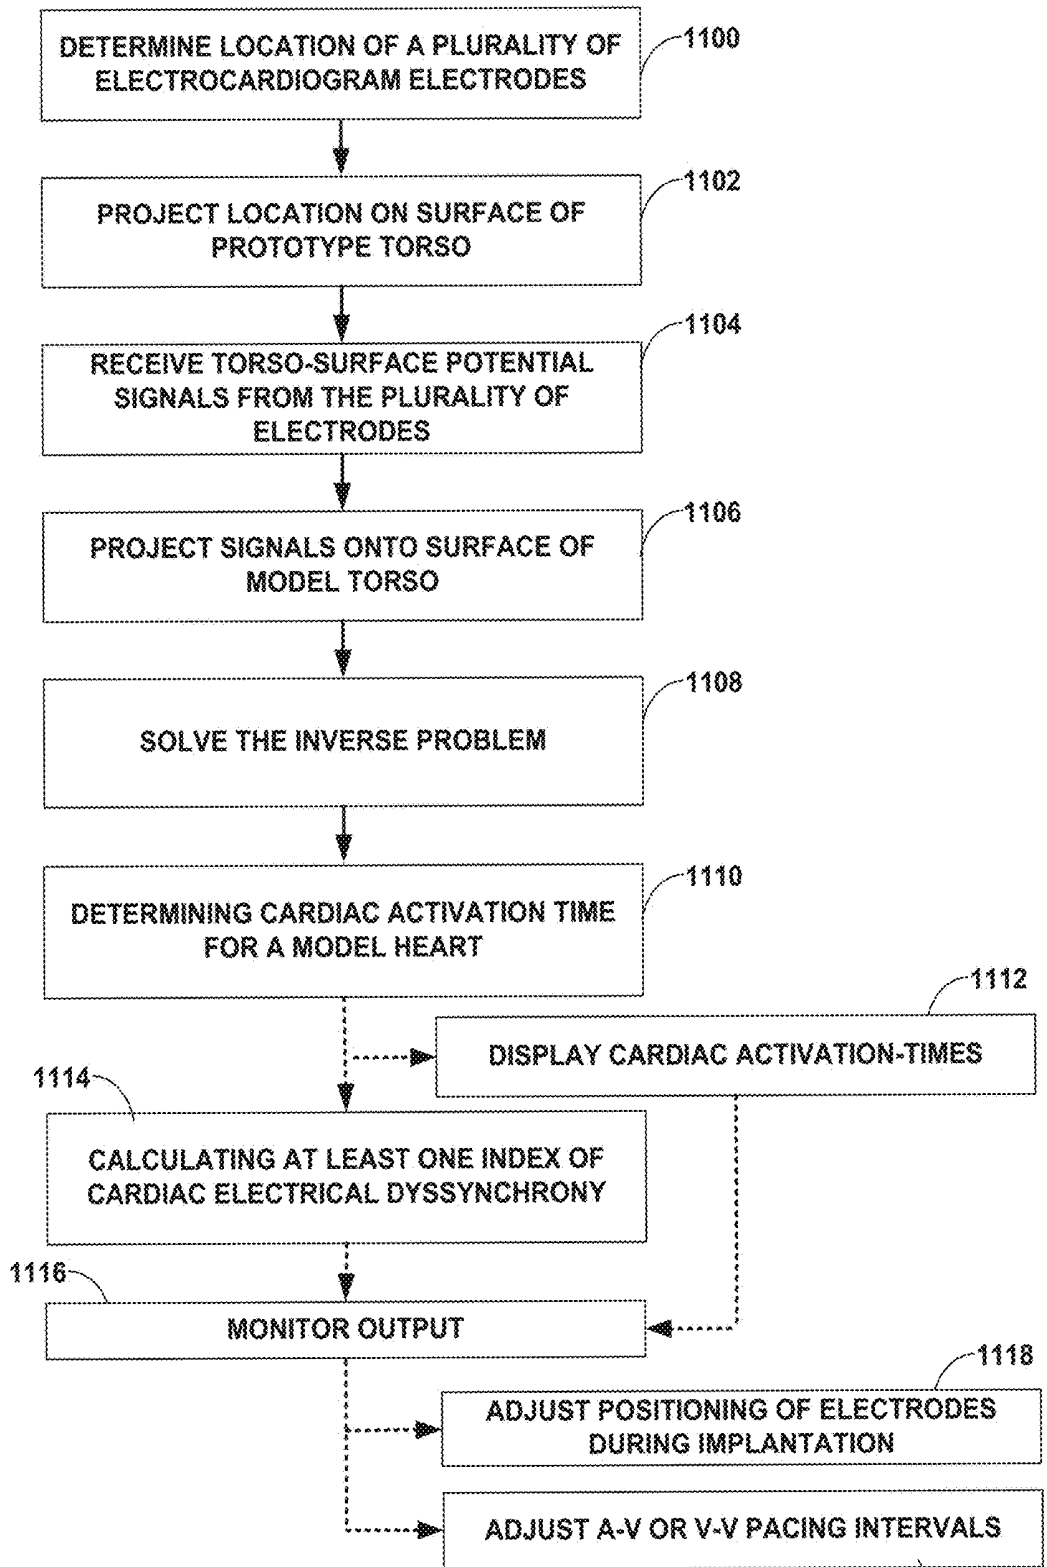 DETERMINE LOCATION OF A PLURALITY OF
ELECTROCARDIOGRAM ELECTRODES
1100
PROJECT LOCATION ON SURFACE OF
PROTOTYPE TORSO
1102
RECEIVE TORSO-SURFACE POTENTIAL
SIGNALS FROM THE PLURALITY OF
ELECTRODES
1104
PROJECT SIGNALS ONTO SURFACE OF
MODEL TORSO
1106
SOLVE THE INVERSE PROBLEM
1108
DETERMINING CARDIAC ACTIVATION TIME
FOR A MODEL HEART
1110
1112
DISPLAY CARDIAC ACTIVATION-TIMES
1114
CALCULATING AT LEAST ONE INDEX OF
CARDIAC ELECTRICAL DYSSYNCHRONY
1116
MONITOR OUTPUT
1118
ADJUST POSITIONING OF ELECTRODES
DURING IMPLANTATION
ADJUST A-V OR V-V PACING INTERVALS